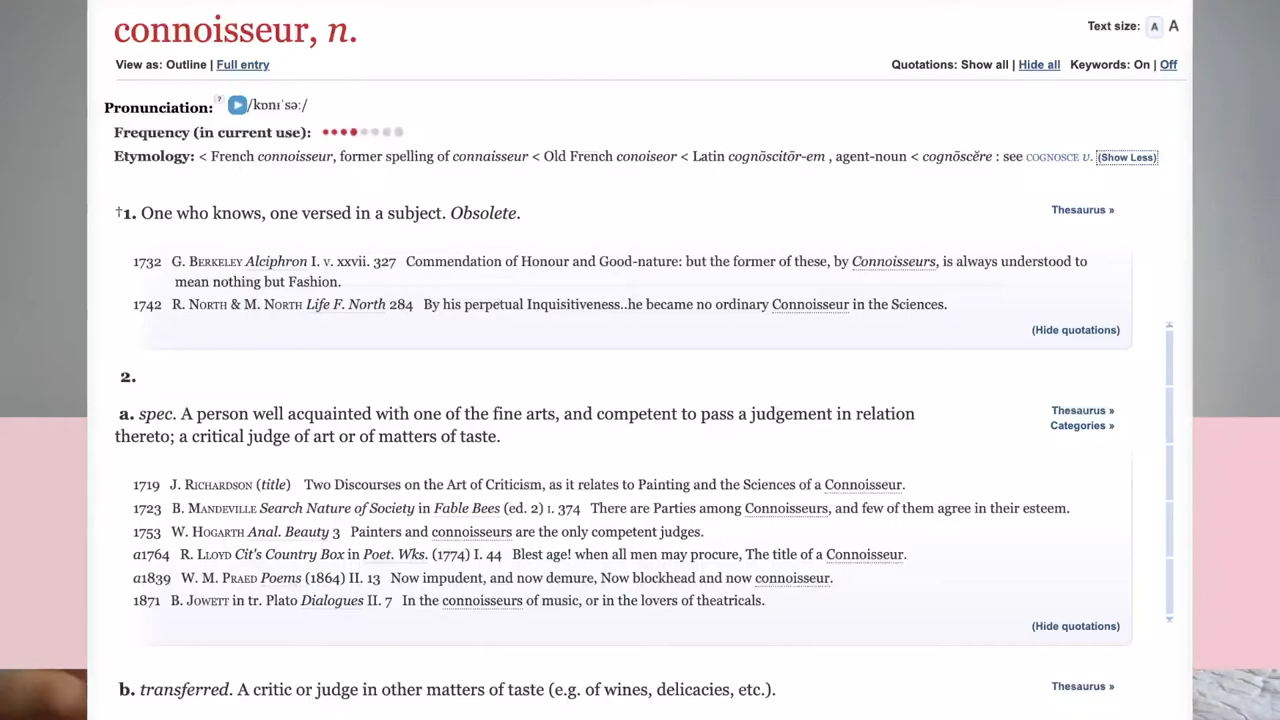 connoisseur, n.
Text size: A A
View as: Outline | Full entry
Quotations: Show all | Hide all Keywords: On | Off
Pronunciation: ? /kɒnɪˈsəː/
Frequency (in current use):
Etymology: < French connoisseur, former spelling of connaisseur < Old French conoiseor < Latin cognōscitōr-em , agent-noun < cognōscĕre : see COGNOSCE v. (Show Less)
†1. One who knows, one versed in a subject. Obsolete.
Thesaurus »
1732 G. BERKELEY Alciphron I. v. xxvii. 327 Commendation of Honour and Good-nature: but the former of these, by Connoisseurs, is always understood to
mean nothing but Fashion.
1742 R. NORTH & M. NORTH Life F. North 284 By his perpetual Inquisitiveness..he became no ordinary Connoisseur in the Sciences.
(Hide quotations)
2.
a. spec. A person well acquainted with one of the fine arts, and competent to pass a judgement in relation
thereto; a critical judge of art or of matters of taste.
Thesaurus »
Categories »
1719 J. RICHARDSON (title) Two Discourses on the Art of Criticism, as it relates to Painting and the Sciences of a Connoisseur.
1723 B. MANDEVILLE Search Nature of Society in Fable Bees (ed. 2) I. 374 There are Parties among Connoisseurs, and few of them agree in their esteem.
1753 W. HOGARTH Anal. Beauty 3 Painters and connoisseurs are the only competent judges.
a1764 R. LLOYD Cit's Country Box in Poet. Wks. (1774) I. 44 Blest age! when all men may procure, The title of a Connoisseur.
a1839 W. M. PRAED Poems (1864) II. 13 Now impudent, and now demure, Now blockhead and now connoisseur.
1871 B. JOWETT in tr. Plato Dialogues II. 7 In the connoisseurs of music, or in the lovers of theatricals.
(Hide quotations)
b. transferred. A critic or judge in other matters of taste (e.g. of wines, delicacies, etc.).
Thesaurus »